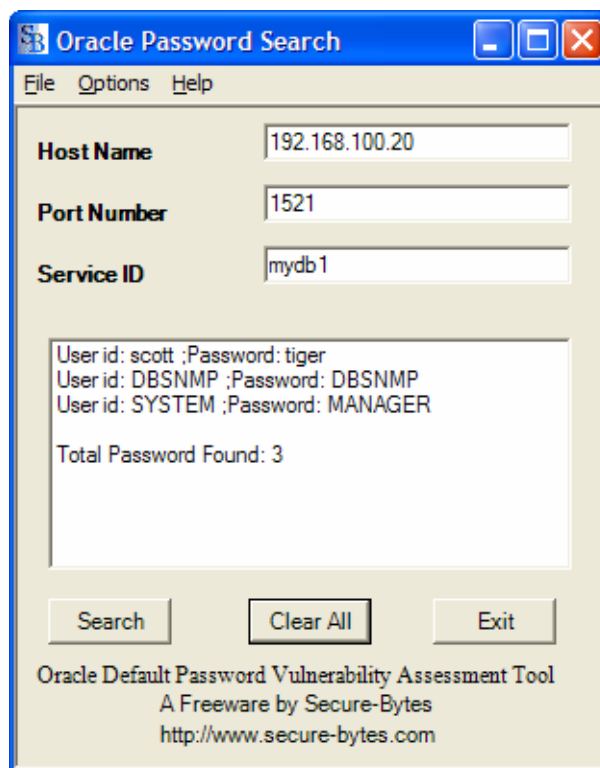 Oracle Password Search
File Options Help
Host Name 192.168.100.20
Port Number 1521
Service ID mydb1
User id: scott ;Password: tiger
User id: DBSNMP ;Password: DBSNMP
User id: SYSTEM ;Password: MANAGER
Total Password Found: 3
Search Clear All Exit
Oracle Default Password Vulnerability Assessment Tool
A Freeware by Secure-Bytes
http://www.secure-bytes.com